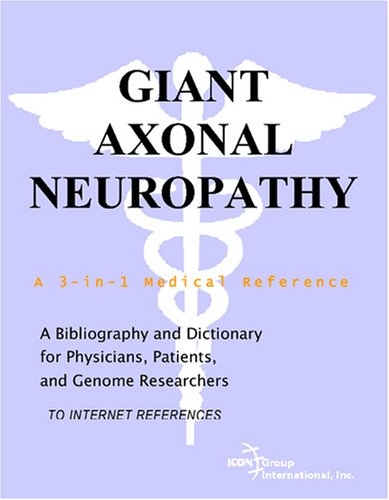 GIANT
AXONAL
NEUROPATHY
A 3-in-1 Medical Reference
A Bibliography and Dictionary
for Physicians, Patients,
and Genome Researchers
TO INTERNET REFERENCES
ICON Group
International, Inc.